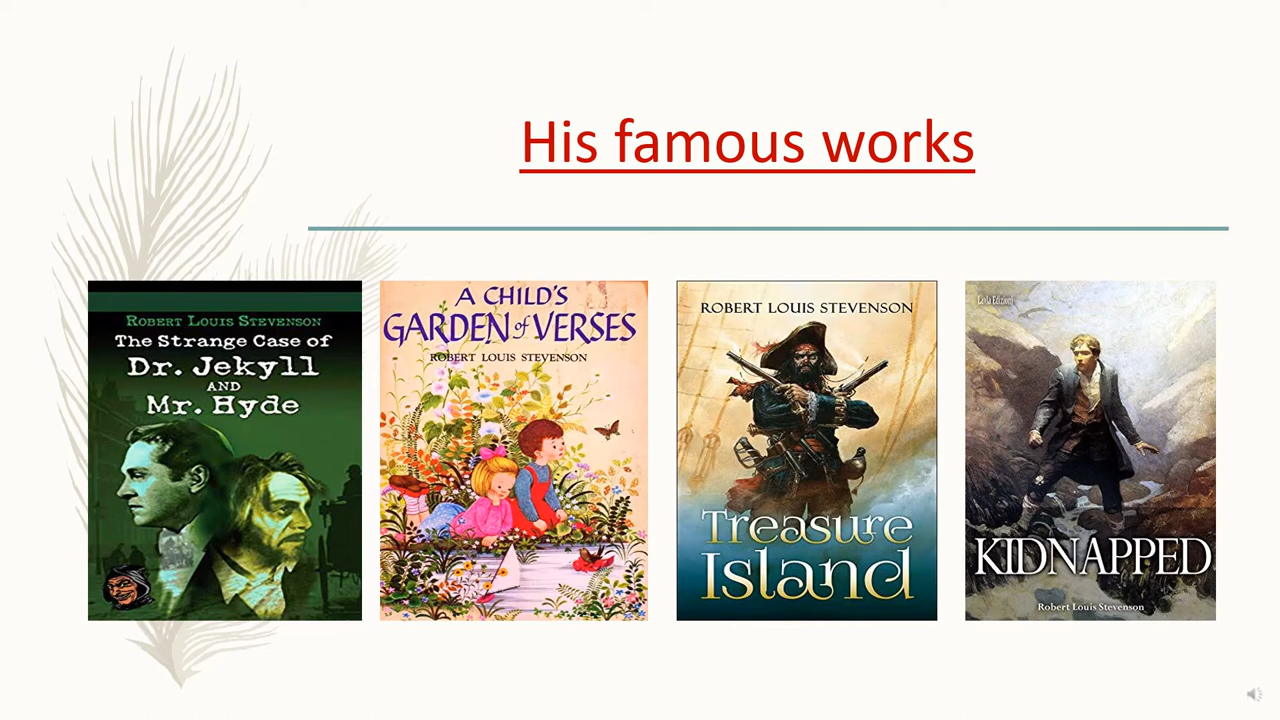 His famous works
ROBERT LOUIS STEVENSON
The Strange Case of
Dr. Jekyll
AND
Mr. Hyde
A CHILD'S
GARDEN of VERSES
ROBERT LOUIS STEVENSON
ROBERT LOUIS STEVENSON
Treasure
Island
KIDNAPPED
Robert Louis Stevenson